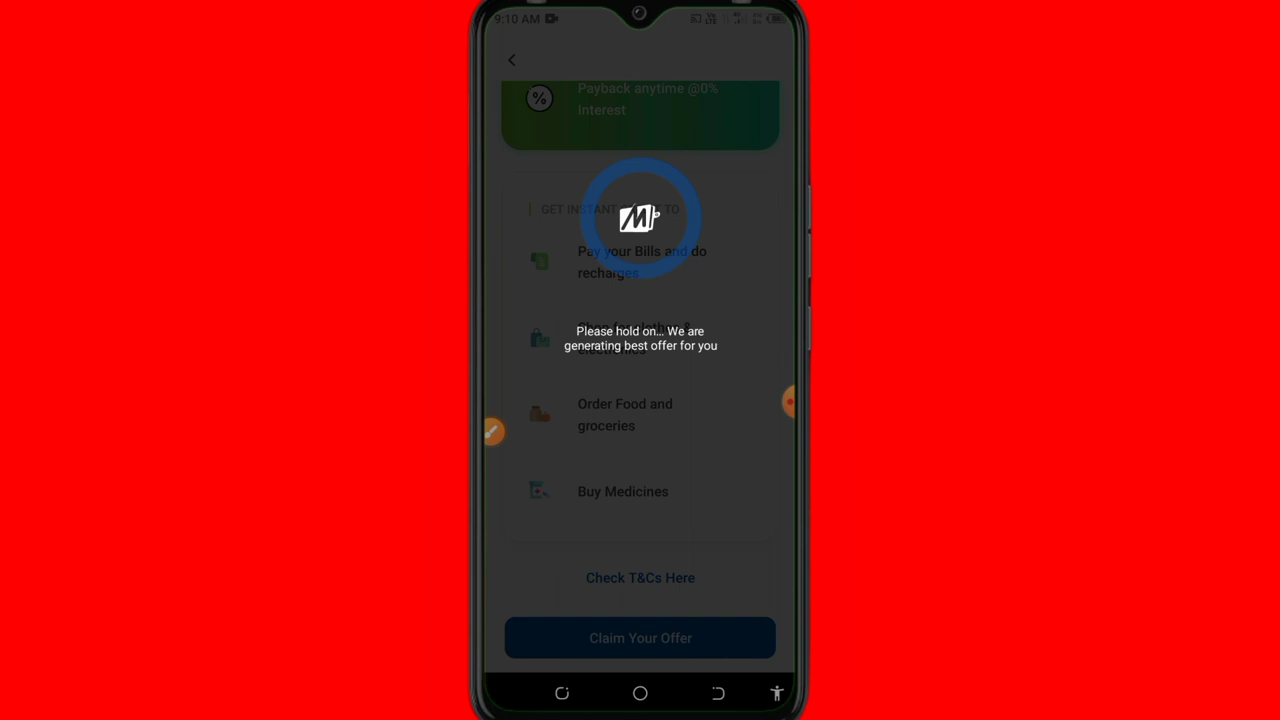 9:10 AM
Payback anytime @0%
Interest
GET INSTANT
TO
Pay your Bills and do
recharges
Please hold on... We are
generating best offer for you
Order Food and
groceries
Buy Medicines
Check T&Cs Here
Claim Your Offer